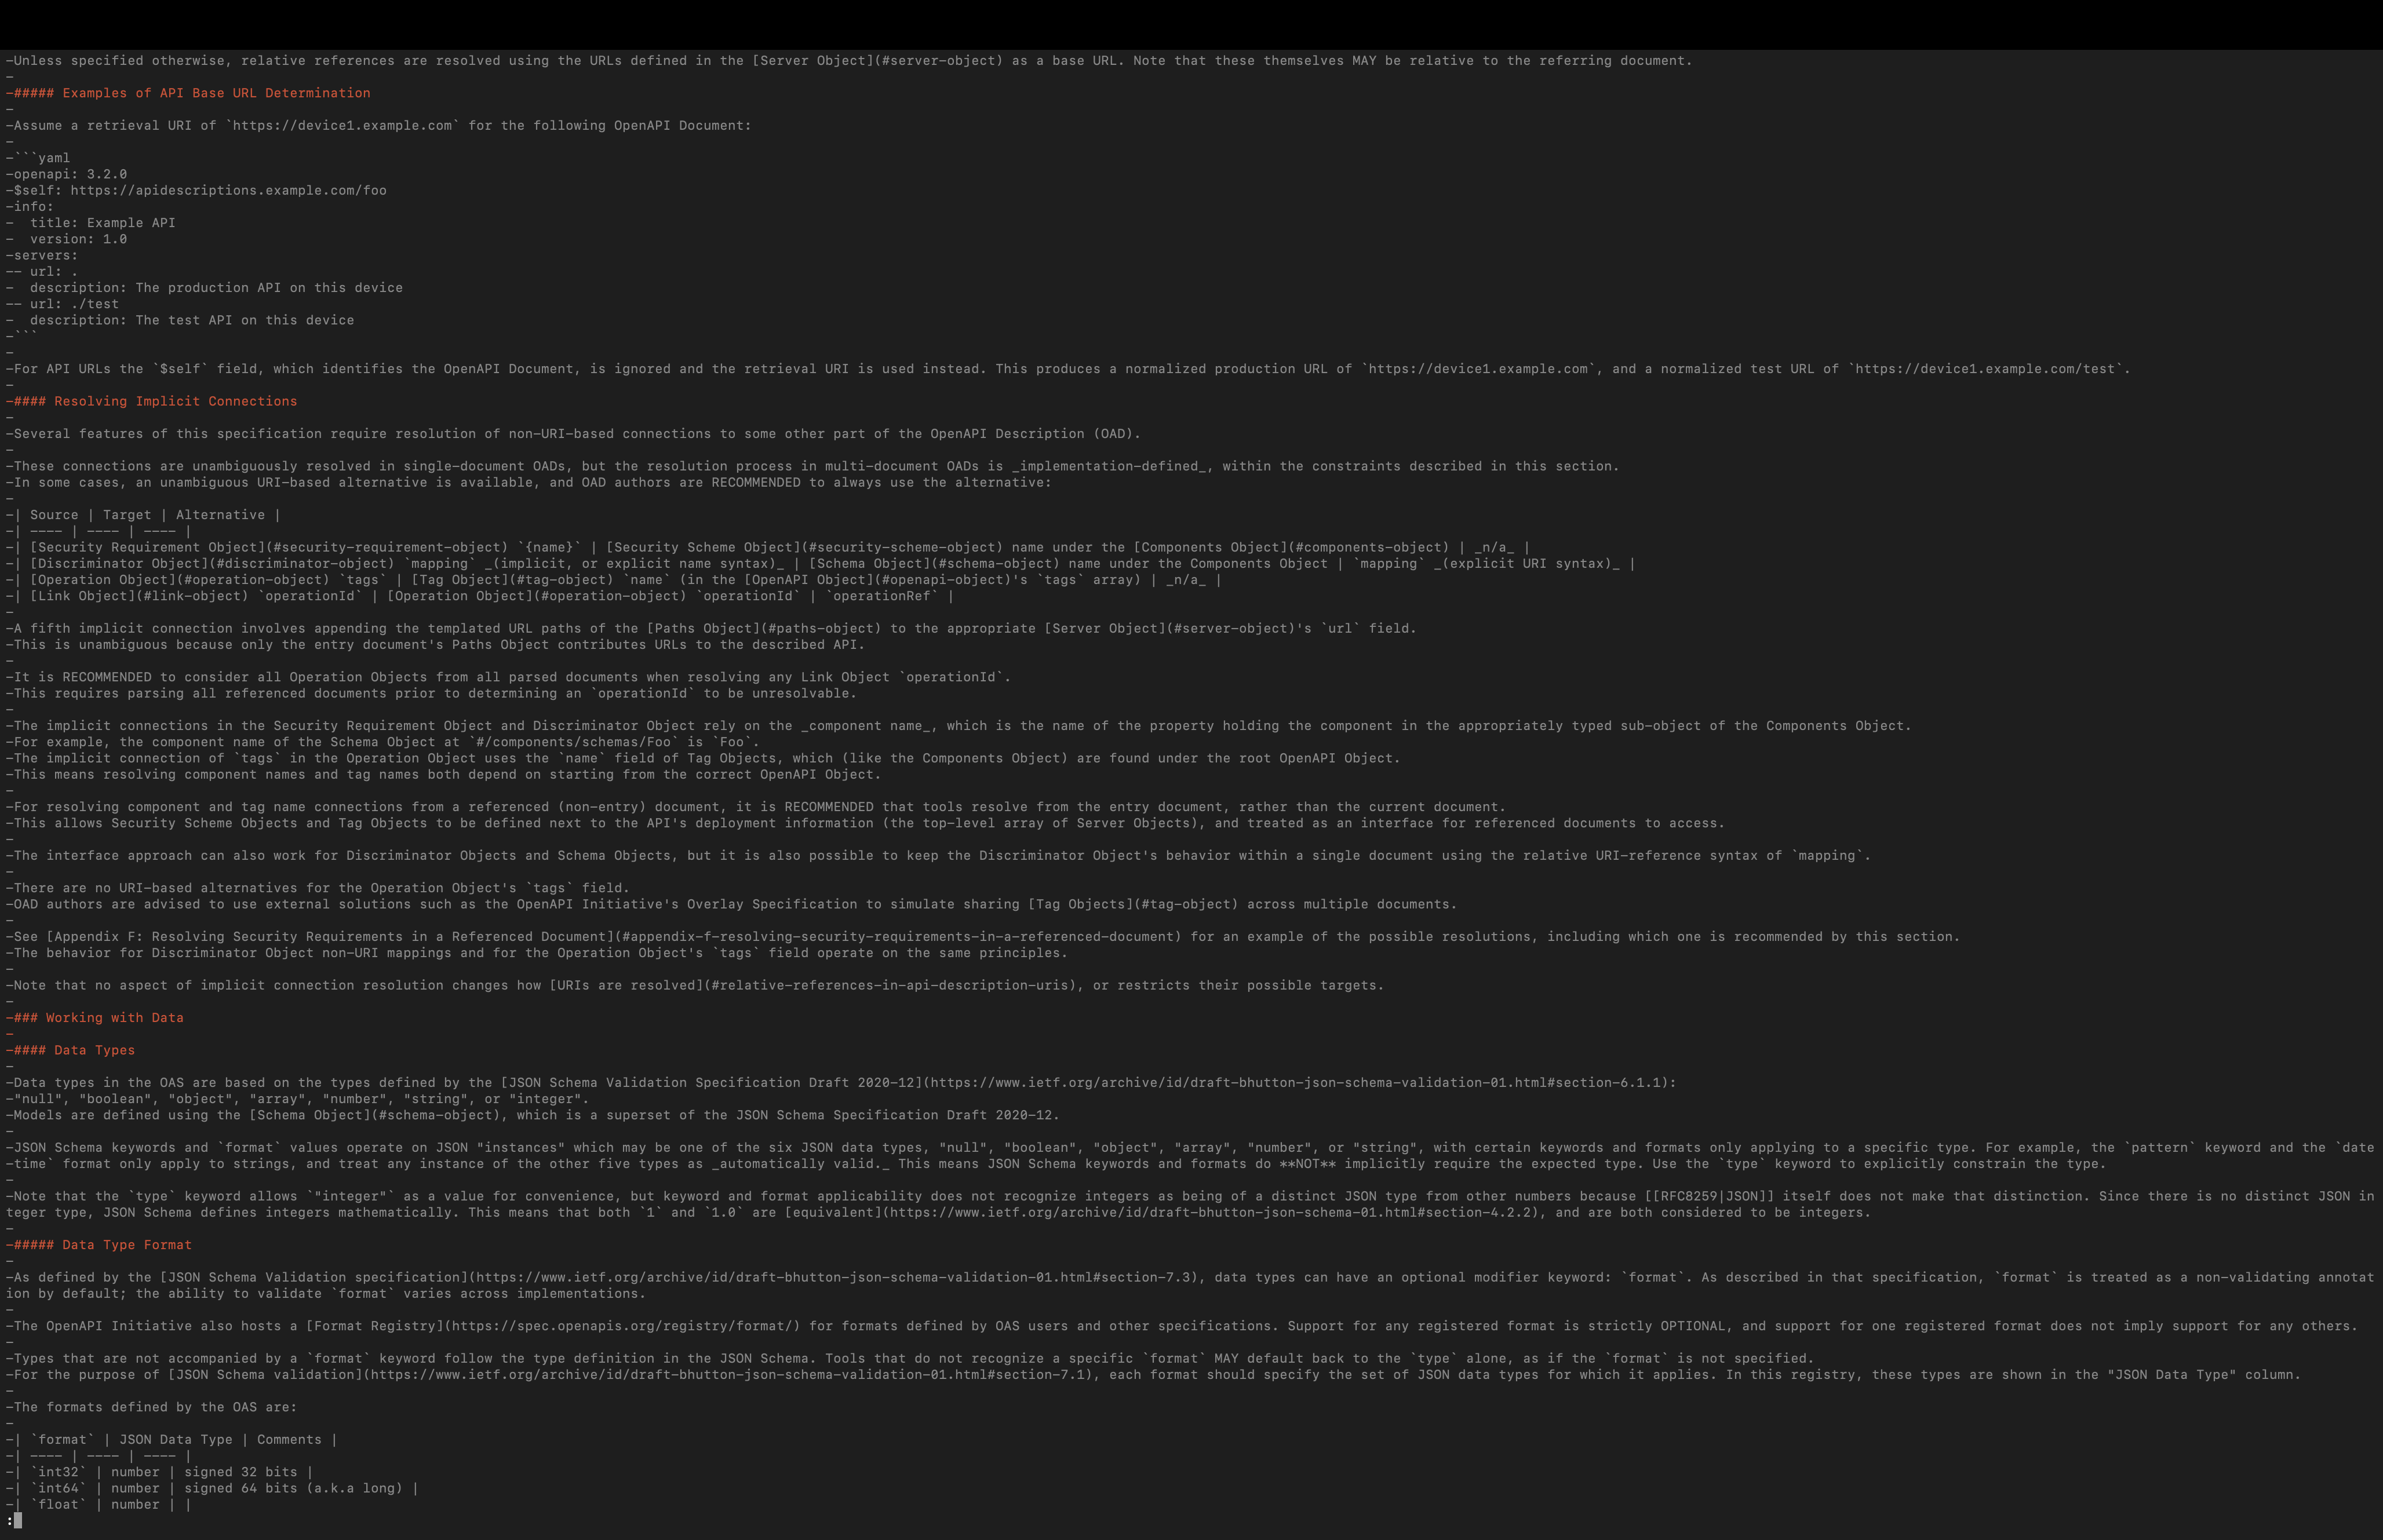 -Unless specified otherwise, relative references are resolved using the URLs defined in the [Server Object](#server-object) as a base URL. Note that these themselves MAY be relative to the referring document.
-
-##### Examples of API Base URL Determination
-
-Assume a retrieval URI of `https://device1.example.com` for the following OpenAPI Document:
-
-```yaml
-openapi: 3.2.0
-$self: https://apidescriptions.example.com/foo
-info:
-  title: Example API
-  version: 1.0
-servers:
-- url: .
-  description: The production API on this device
-- url: ./test
-  description: The test API on this device
-```
-
-For API URLs the `$self` field, which identifies the OpenAPI Document, is ignored and the retrieval URI is used instead. This produces a normalized production URL of `https://device1.example.com`, and a normalized test URL of `https://device1.example.com/test`.
-
-#### Resolving Implicit Connections
-
-Several features of this specification require resolution of non-URI-based connections to some other part of the OpenAPI Description (OAD).
-
-These connections are unambiguously resolved in single-document OADs, but the resolution process in multi-document OADs is _implementation-defined_, within the constraints described in this section.
-In some cases, an unambiguous URI-based alternative is available, and OAD authors are RECOMMENDED to always use the alternative:
-
-| Source | Target | Alternative |
-| ---- | ---- | ---- |
-| [Security Requirement Object](#security-requirement-object) `{name}` | [Security Scheme Object](#security-scheme-object) name under the [Components Object](#components-object) | _n/a_ |
-| [Discriminator Object](#discriminator-object) `mapping` _(implicit, or explicit name syntax)_ | [Schema Object](#schema-object) name under the Components Object | `mapping` _(explicit URI syntax)_ |
-| [Operation Object](#operation-object) `tags` | [Tag Object](#tag-object) `name` (in the [OpenAPI Object](#openapi-object)'s `tags` array) | _n/a_ |
-| [Link Object](#link-object) `operationId` | [Operation Object](#operation-object) `operationId` | `operationRef` |
-
-A fifth implicit connection involves appending the templated URL paths of the [Paths Object](#paths-object) to the appropriate [Server Object](#server-object)'s `url` field.
-This is unambiguous because only the entry document's Paths Object contributes URLs to the described API.
-
-It is RECOMMENDED to consider all Operation Objects from all parsed documents when resolving any Link Object `operationId`.
-This requires parsing all referenced documents prior to determining an `operationId` to be unresolvable.
-
-The implicit connections in the Security Requirement Object and Discriminator Object rely on the _component name_, which is the name of the property holding the component in the appropriately typed sub-object of the Components Object.
-For example, the component name of the Schema Object at `#/components/schemas/Foo` is `Foo`.
-The implicit connection of `tags` in the Operation Object uses the `name` field of Tag Objects, which (like the Components Object) are found under the root OpenAPI Object.
-This means resolving component names and tag names both depend on starting from the correct OpenAPI Object.
-
-For resolving component and tag name connections from a referenced (non-entry) document, it is RECOMMENDED that tools resolve from the entry document, rather than the current document.
-This allows Security Scheme Objects and Tag Objects to be defined next to the API's deployment information (the top-level array of Server Objects), and treated as an interface for referenced documents to access.
-
-The interface approach can also work for Discriminator Objects and Schema Objects, but it is also possible to keep the Discriminator Object's behavior within a single document using the relative URI-reference syntax of `mapping`.
-
-There are no URI-based alternatives for the Operation Object's `tags` field.
-OAD authors are advised to use external solutions such as the OpenAPI Initiative's Overlay Specification to simulate sharing [Tag Objects](#tag-object) across multiple documents.
-
-See [Appendix F: Resolving Security Requirements in a Referenced Document](#appendix-f-resolving-security-requirements-in-a-referenced-document) for an example of the possible resolutions, including which one is recommended by this section.
-The behavior for Discriminator Object non-URI mappings and for the Operation Object's `tags` field operate on the same principles.
-
-Note that no aspect of implicit connection resolution changes how [URIs are resolved](#relative-references-in-api-description-uris), or restricts their possible targets.
-
-### Working with Data
-
-#### Data Types
-
-Data types in the OAS are based on the types defined by the [JSON Schema Validation Specification Draft 2020-12](https://www.ietf.org/archive/id/draft-bhutton-json-schema-validation-01.html#section-6.1.1):
-"null", "boolean", "object", "array", "number", "string", or "integer".
-Models are defined using the [Schema Object](#schema-object), which is a superset of the JSON Schema Specification Draft 2020-12.
-
-JSON Schema keywords and `format` values operate on JSON "instances" which may be one of the six JSON data types, "null", "boolean", "object", "array", "number", or "string", with certain keywords and formats only applying to a specific type. For example, the `pattern` keyword and the `date
-time` format only apply to strings, and treat any instance of the other five types as _automatically valid._ This means JSON Schema keywords and formats do **NOT** implicitly require the expected type. Use the `type` keyword to explicitly constrain the type.
-
-Note that the `type` keyword allows `"integer"` as a value for convenience, but keyword and format applicability does not recognize integers as being of a distinct JSON type from other numbers because [[RFC8259|JSON]] itself does not make that distinction. Since there is no distinct JSON in
teger type, JSON Schema defines integers mathematically. This means that both `1` and `1.0` are [equivalent](https://www.ietf.org/archive/id/draft-bhutton-json-schema-01.html#section-4.2.2), and are both considered to be integers.
-
-##### Data Type Format
-
-As defined by the [JSON Schema Validation specification](https://www.ietf.org/archive/id/draft-bhutton-json-schema-validation-01.html#section-7.3), data types can have an optional modifier keyword: `format`. As described in that specification, `format` is treated as a non-validating annotat
ion by default; the ability to validate `format` varies across implementations.
-
-The OpenAPI Initiative also hosts a [Format Registry](https://spec.openapis.org/registry/format/) for formats defined by OAS users and other specifications. Support for any registered format is strictly OPTIONAL, and support for one registered format does not imply support for any others.
-
-Types that are not accompanied by a `format` keyword follow the type definition in the JSON Schema. Tools that do not recognize a specific `format` MAY default back to the `type` alone, as if the `format` is not specified.
-For the purpose of [JSON Schema validation](https://www.ietf.org/archive/id/draft-bhutton-json-schema-validation-01.html#section-7.1), each format should specify the set of JSON data types for which it applies. In this registry, these types are shown in the "JSON Data Type" column.
-
-The formats defined by the OAS are:
-
-| `format` | JSON Data Type | Comments |
-| ---- | ---- | ---- |
-| `int32` | number | signed 32 bits |
-| `int64` | number | signed 64 bits (a.k.a long) |
-| `float` | number | |
: